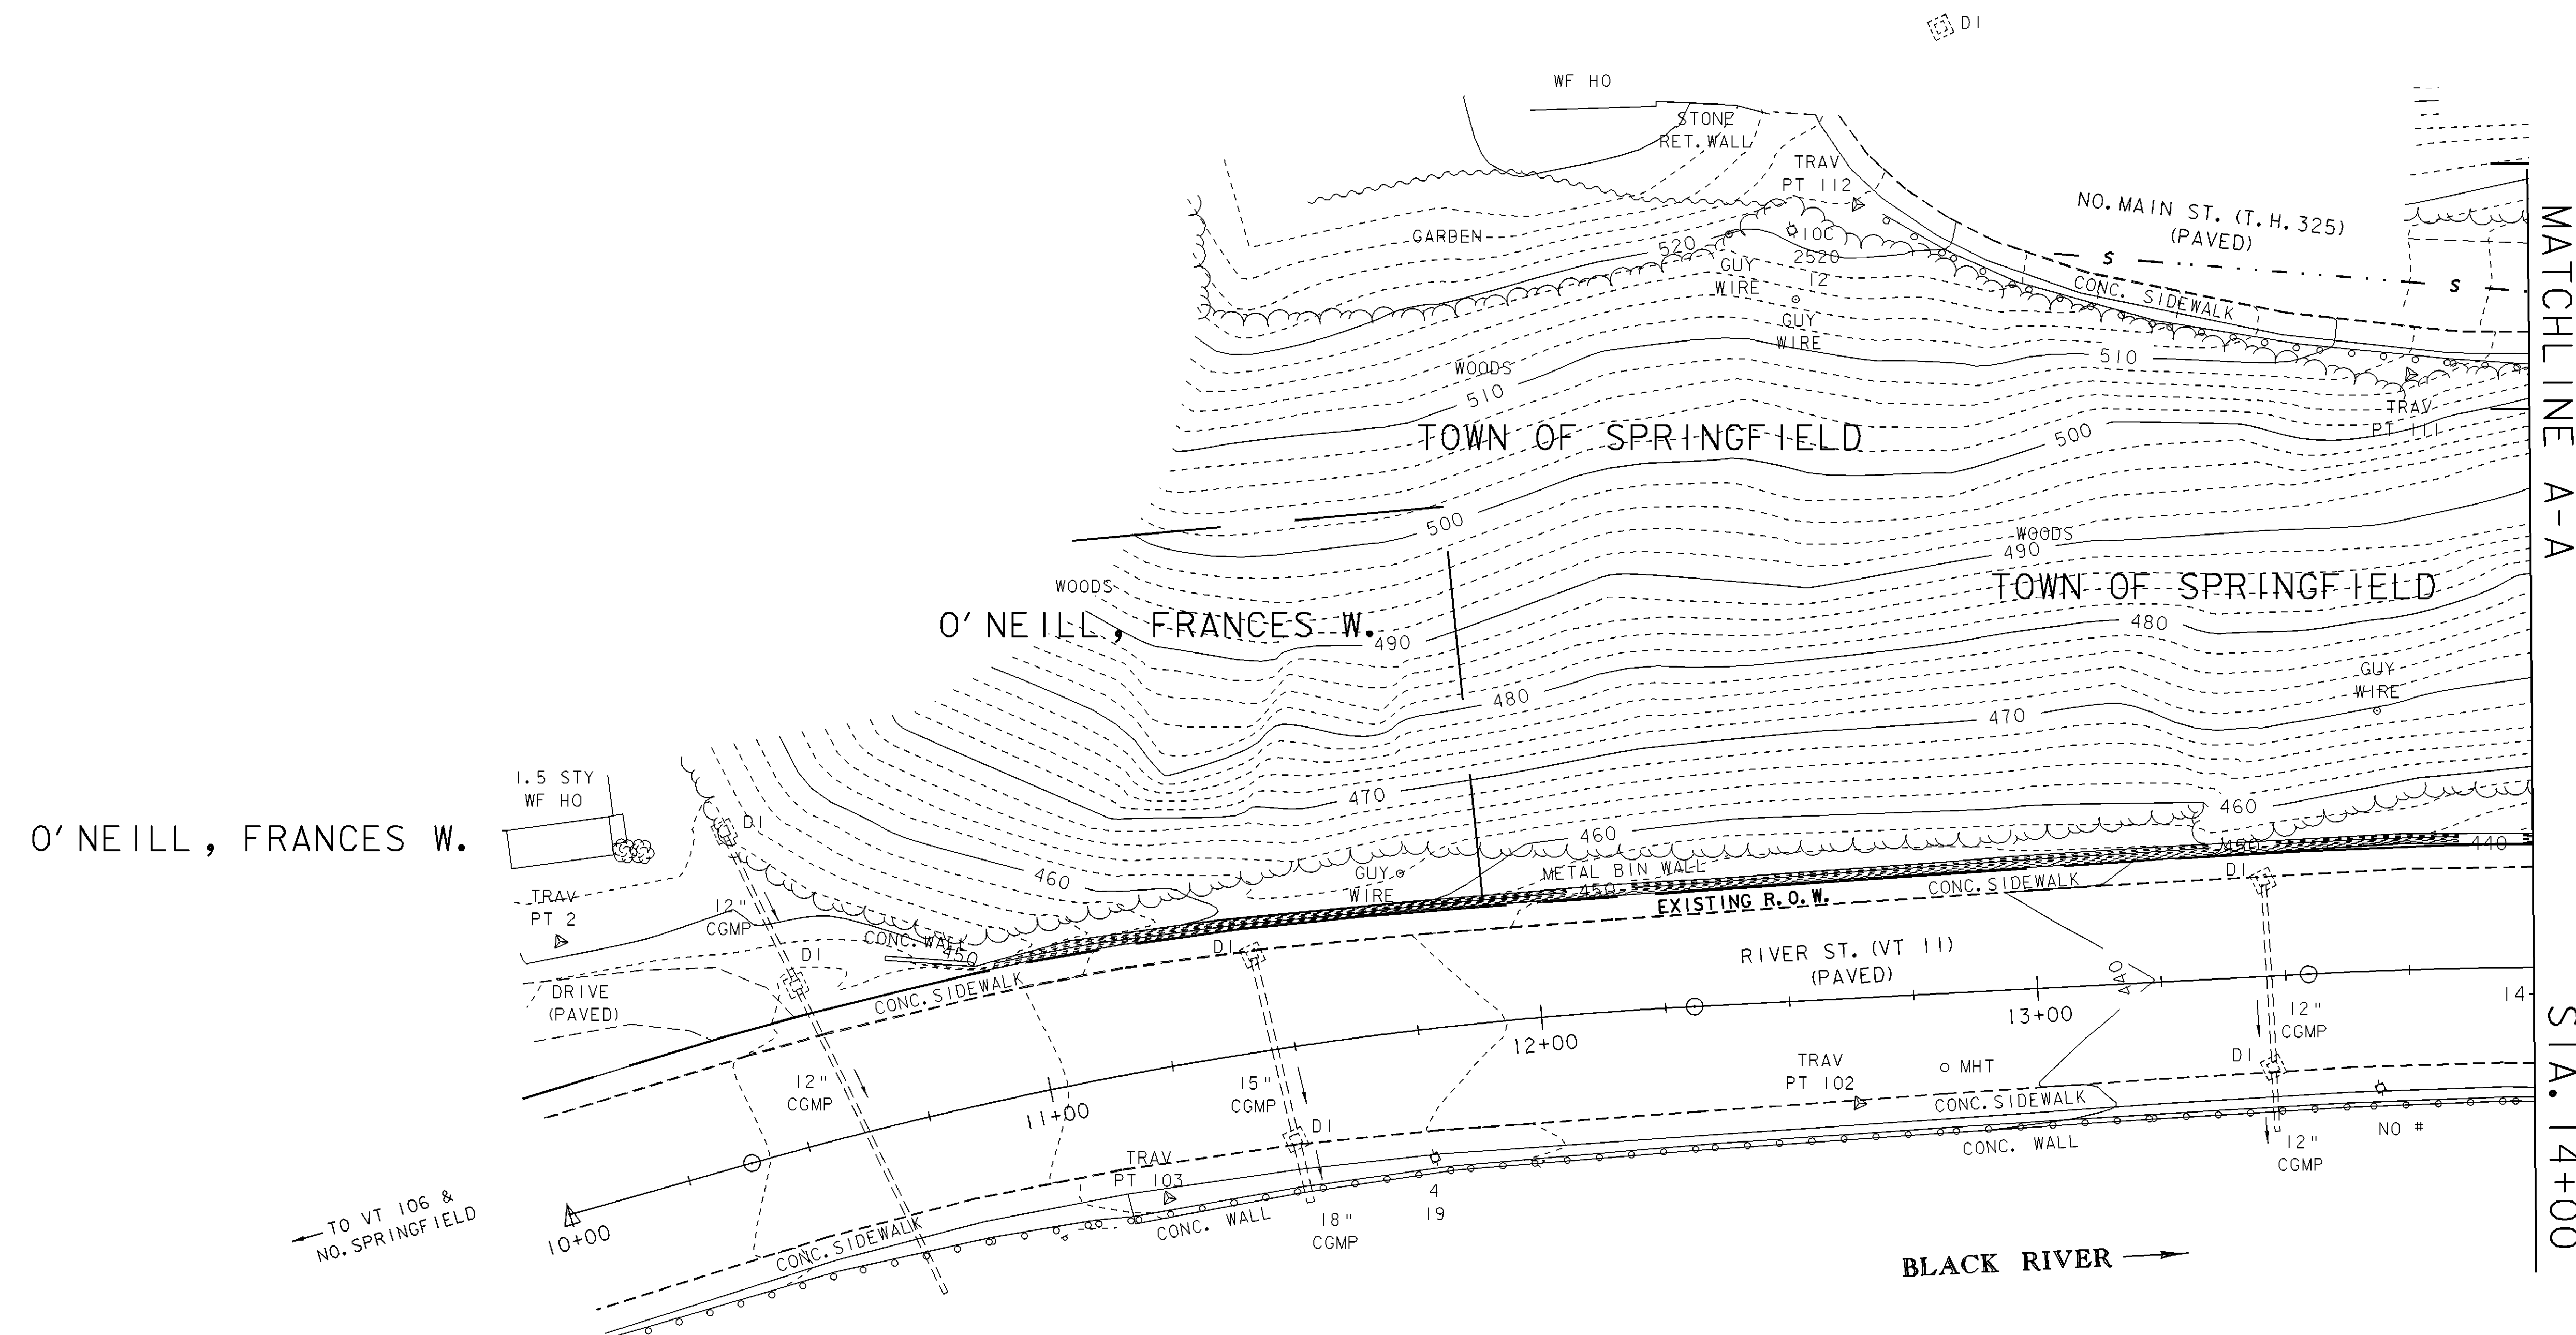 DI
WF HO
STONE
RET. WALL
TRAV
PT 112
NO. MAIN ST. (T.H. 325)
(PAVED)
S
S
GARDEN
520
10C
2520
12
GUY
WIRE
GUY
WIRE
CONC. SIDEWALK
MATCHLINE A-A
STA. 14+00
WOODS
510
510
TRAV
PT 111
TOWN OF SPRINGFIELD
500
500
WOODS
490
TOWN OF SPRINGFIELD
WOODS
O'NEILL, FRANCES W.
490
480
480
GUY
WIRE
470
470
1.5 STY
WF HO
O'NEILL, FRANCES W.
DI
460
460
460
METAL BIN WALL
GUY
WIRE
450
450
440
CONC. SIDEWALK
EXISTING R.O.W.
DI
TRAV
PT 2
12"
CGMP
CONC. WALL
450
DI
DI
RIVER ST. (VT 11)
(PAVED)
440
DRIVE
(PAVED)
CONC. SIDEWALK
14
12"
CGMP
13+00
12+00
12"
CGMP
15"
CGMP
11+00
TRAV
PT 102
MHT
DI
CONC. SIDEWALK
DI
CONC. WALL
NO #
12"
CGMP
TRAV
PT 103
4
19
CONC. WALL
18"
CGMP
TO VT 106 &
NO. SPRINGFIELD
10+00
CONC. SIDEWALK
BLACK RIVER